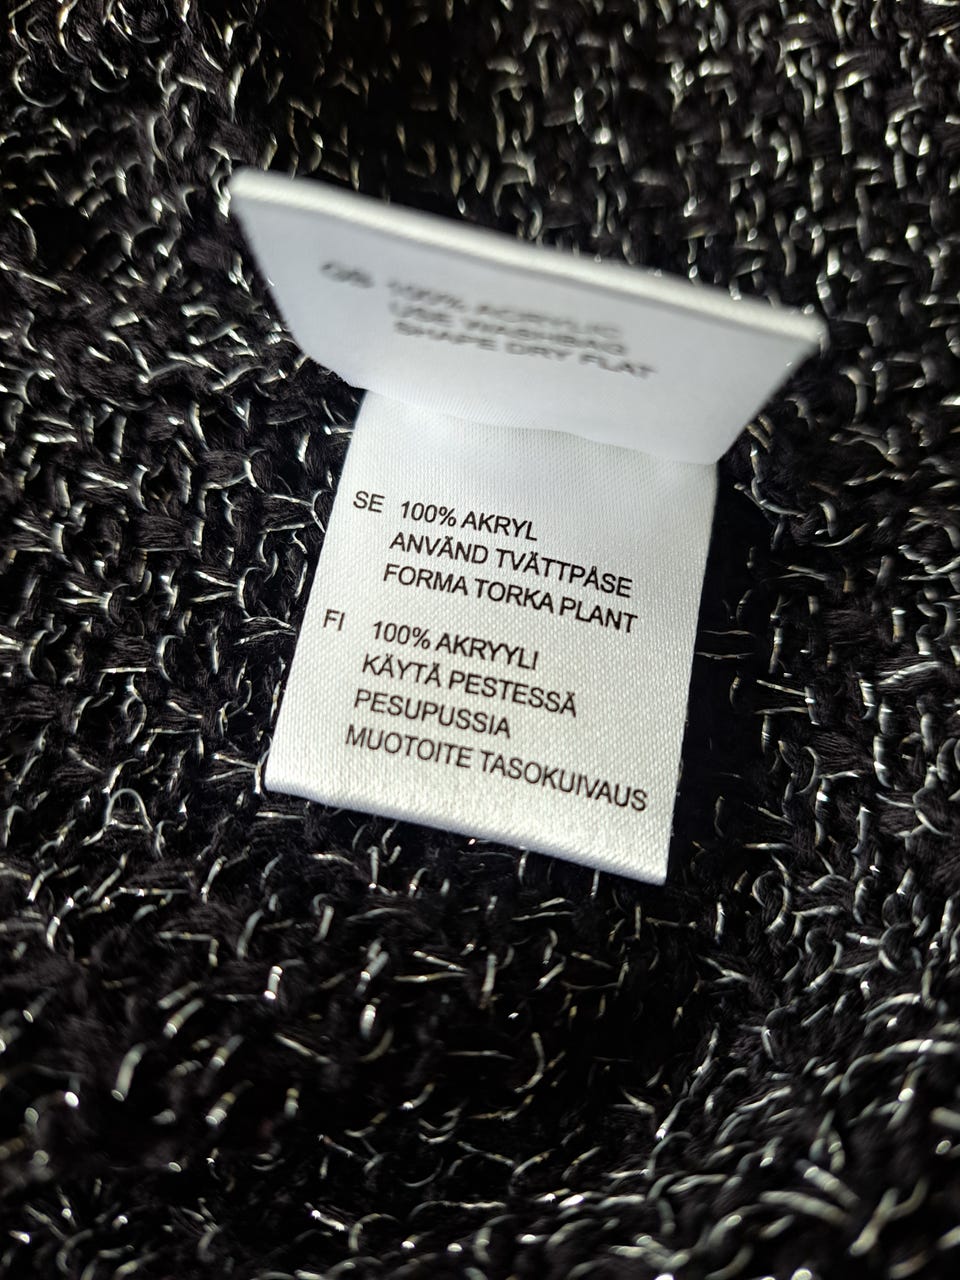 GB 100% ACRYLIC
USE WASHBAG
SHAPE DRY FLAT
SE 100% AKRYL
ANVÄND TVÄTTPÅSE
FORMA TORKA PLANT
FI 100% AKRYYLI
KÄYTÄ PESTESSÄ
PESUPUSSIA
MUOTOITE TASOKUIVAUS